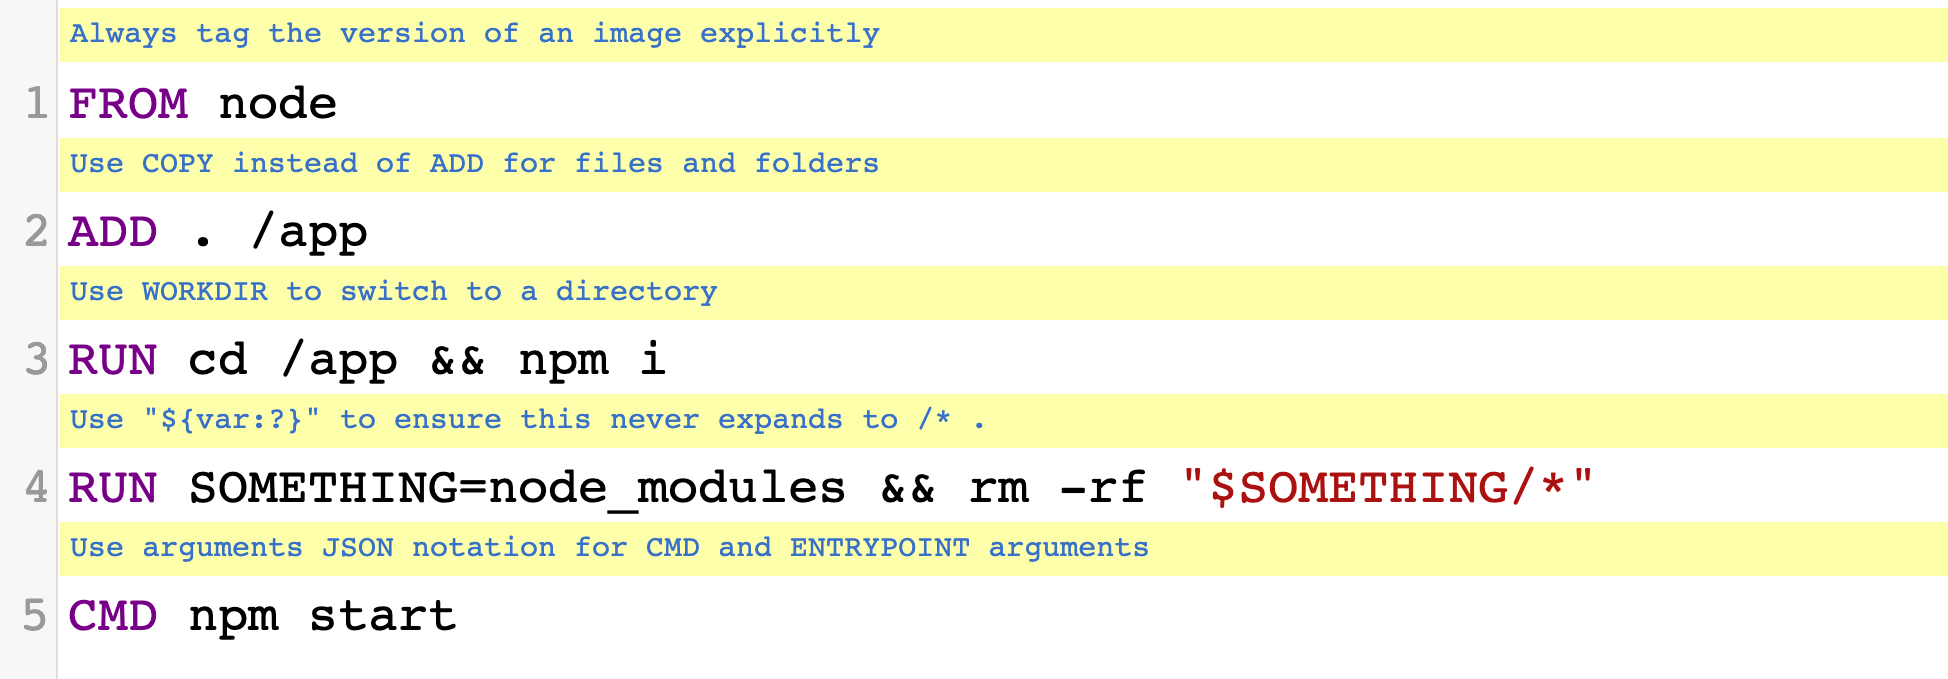 Always tag the version of an image explicitly
1 FROM node
Use COPY instead of ADD for files and folders
2 ADD . /app
Use WORKDIR to switch to a directory
3 RUN cd /app && npm i
Use "${var:?}" to ensure this never expands to /* .
4 RUN SOMETHING=node_modules && rm -rf "$SOMETHING/*"
Use arguments JSON notation for CMD and ENTRYPOINT arguments
5 CMD npm start